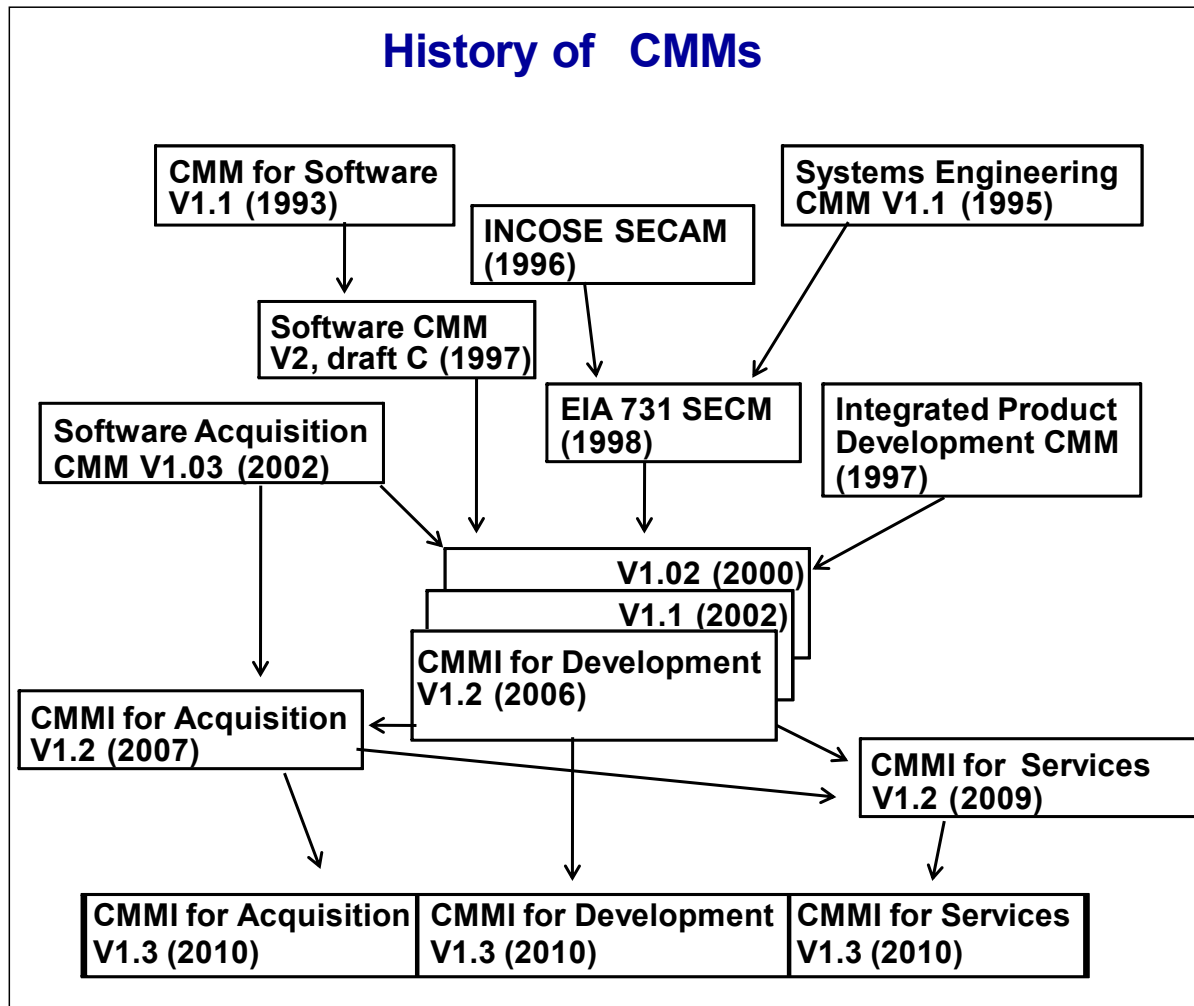 History of CMMs
CMM for Software
V1.1 (1993)
Systems Engineering
CMM V1.1 (1995)
INCOSE SECAM
(1996)
Software CMM
V2, draft C (1997)
EIA 731 SECM
(1998)
Integrated Product
Development CMM
(1997)
Software Acquisition
CMM V1.03 (2002)
V1.02 (2000)
V1.1 (2002)
CMMI for Development
V1.2 (2006)
CMMI for Acquisition
V1.2 (2007)
CMMI for Services
V1.2 (2009)
CMMI for Acquisition
V1.3 (2010)
CMMI for Development
V1.3 (2010)
CMMI for Services
V1.3 (2010)